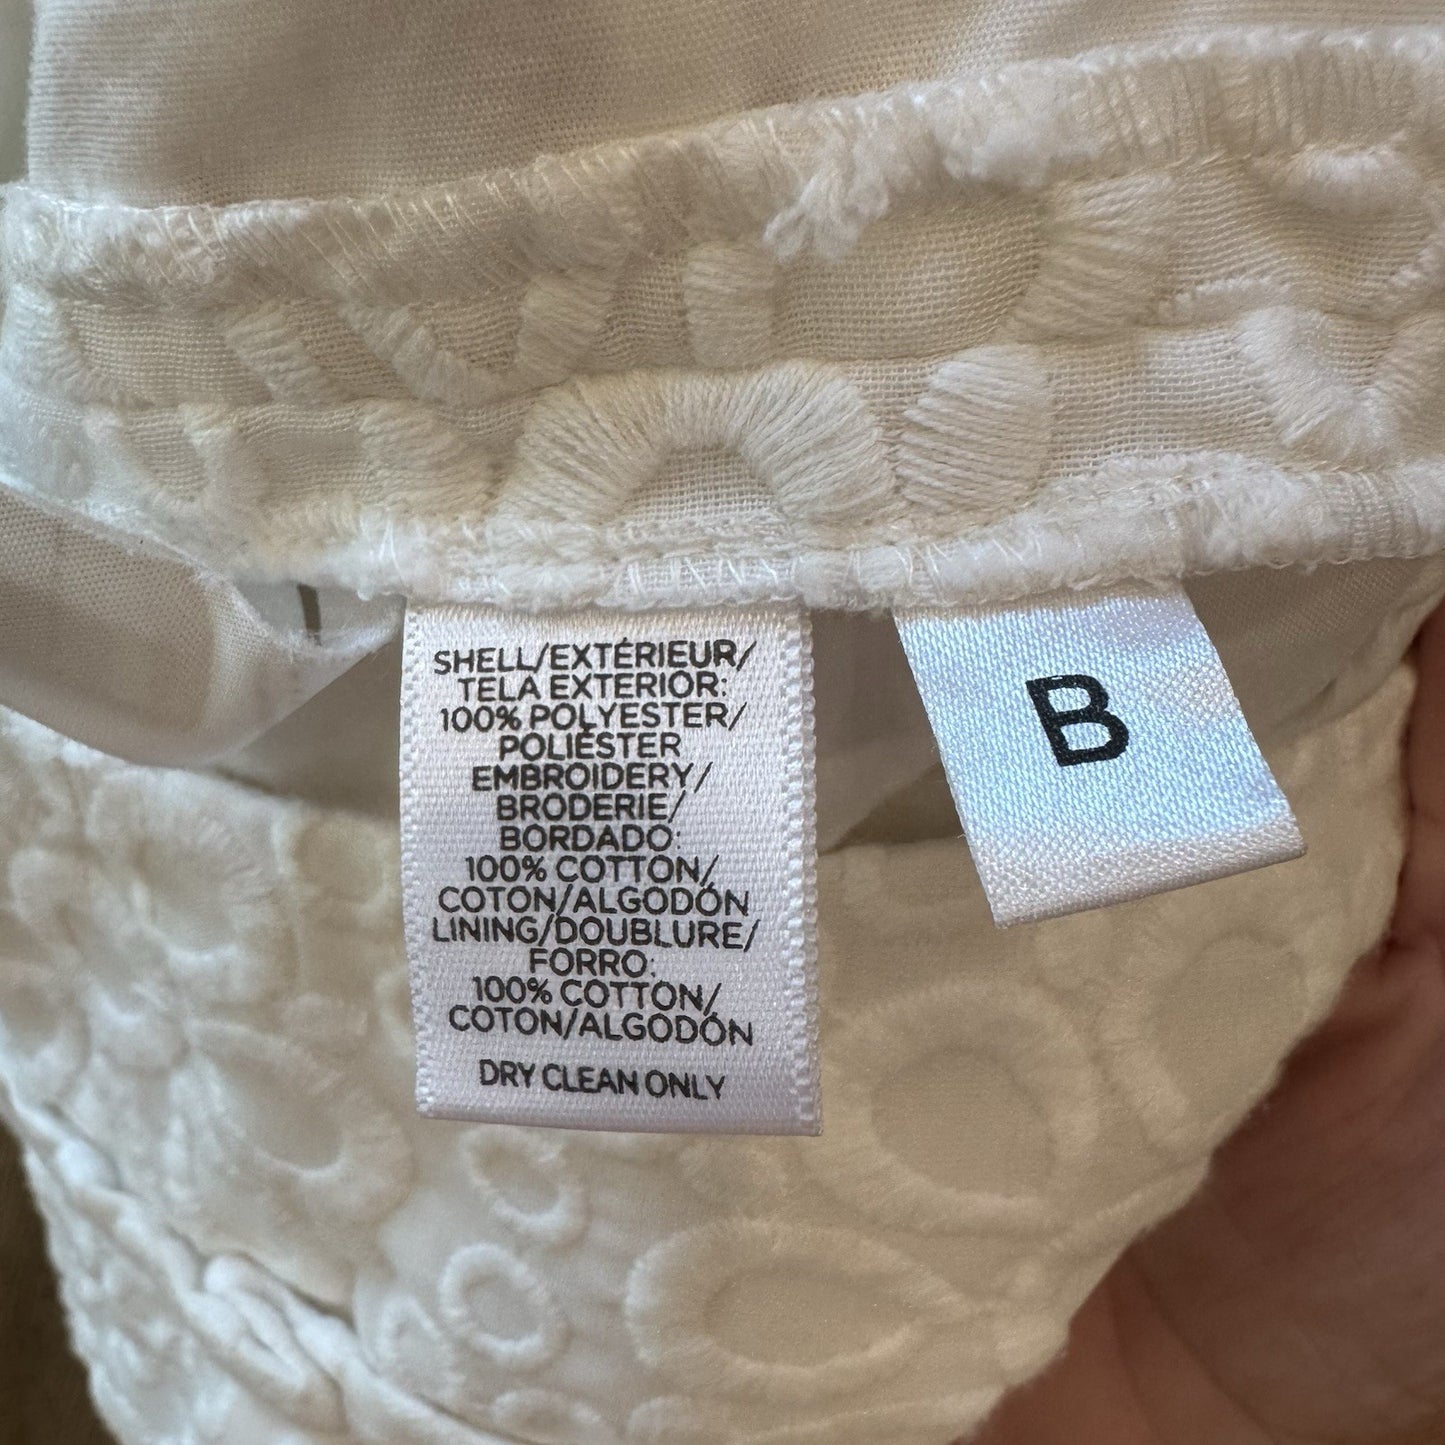 SHELL/EXTÉRIEUR/
TELA EXTERIOR:
100% POLYESTER/
POLIÉSTER
EMBROIDERY/
BRODERIE/
BORDADO:
100% COTTON/
COTON/ALGODÓN
LINING/DOUBLURE/
FORRO:
100% COTTON/
COTON/ALGODÓN
DRY CLEAN ONLY
B